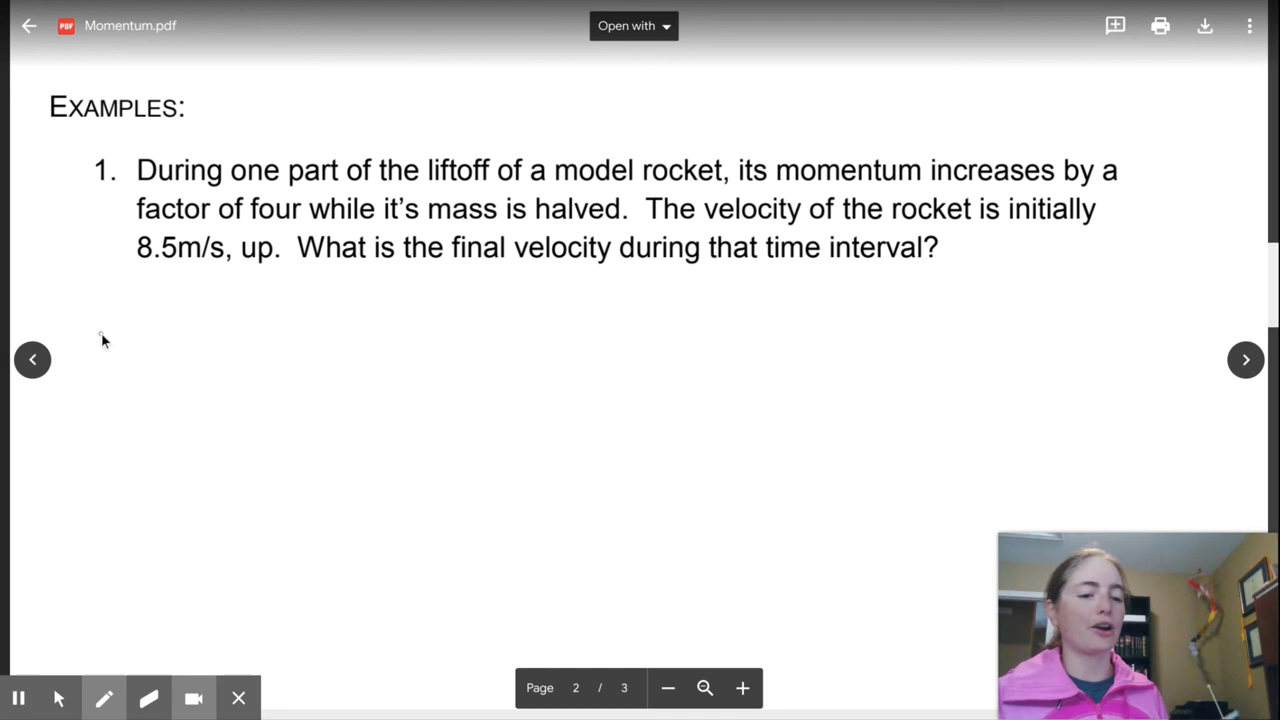 PDF Momentum.pdf
Open with
EXAMPLES:
1. During one part of the liftoff of a model rocket, its momentum increases by a
factor of four while it’s mass is halved. The velocity of the rocket is initially
8.5m/s, up. What is the final velocity during that time interval?
Page 2 / 3